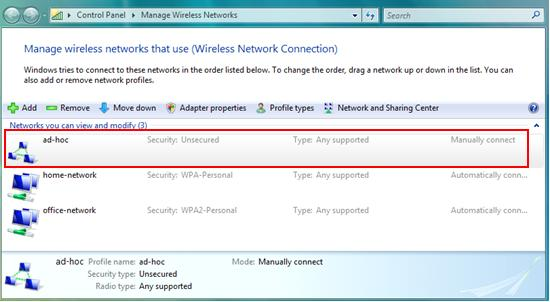 Control Panel ▸ Manage Wireless Networks
Search
Manage wireless networks that use (Wireless Network Connection)
Windows tries to connect to these networks in the order listed below. To change the order, drag a network up or down in the list. You can
also add or remove network profiles.
Add Remove Move down Adapter properties Profile types Network and Sharing Center
Networks you can view and modify (3)
ad-hoc Security: Unsecured Type: Any supported Manually connect
home-network Security: WPA-Personal Type: Any supported Automatically conn...
office-network Security: WPA2-Personal Type: Any supported Automatically conn...
ad-hoc Profile name: ad-hoc Mode: Manually connect
Security type: Unsecured
Radio type: Any supported